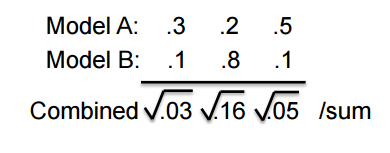 Model A: .3 .2 .5
Model B: .1 .8 .1
Combined √.03 √.16 √.05 /sum